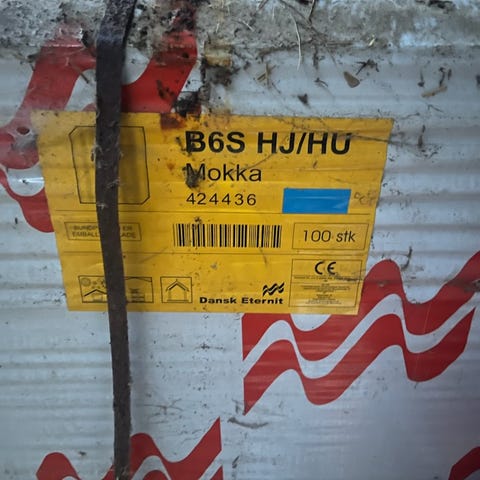 B6S HJ/HU
Mokka
424436
100 stk
CE
Dansk Eternit